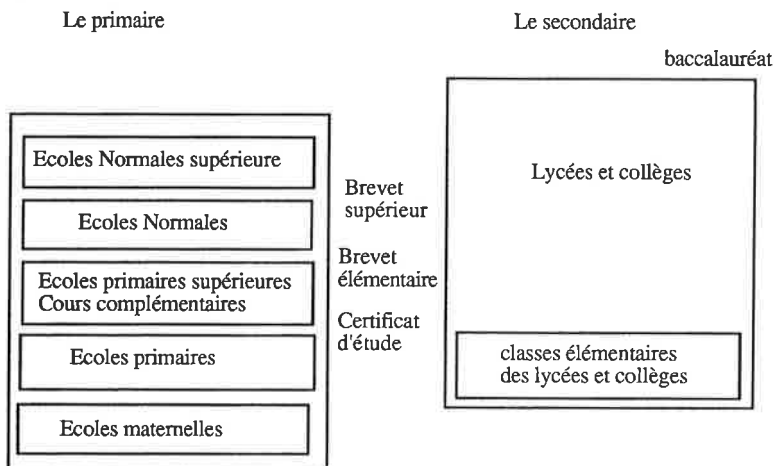 Le primaire
Le secondaire
baccalauréat
Ecoles Normales supérieure
Ecoles Normales
Ecoles primaires supérieures
Cours complémentaires
Ecoles primaires
Ecoles maternelles
Brevet
supérieur
Brevet
élémentaire
Certificat
d'étude
Lycées et collèges
classes élémentaires
des lycées et collèges